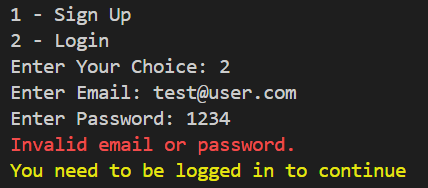 1 - Sign Up
2 - Login
Enter Your Choice: 2
Enter Email: test@user.com
Enter Password: 1234
Invalid email or password.
You need to be logged in to continue